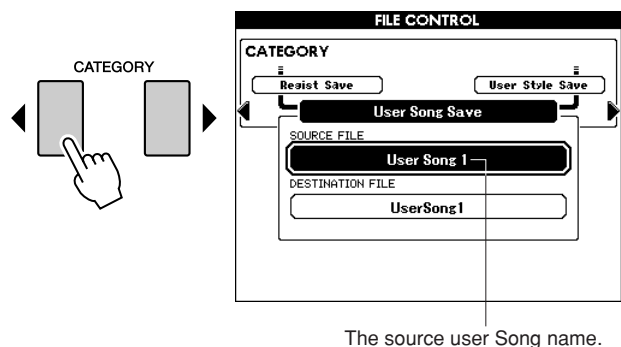 FILE CONTROL
CATEGORY
CATEGORY
Regist Save
User Style Save
User Song Save
SOURCE FILE
User Song 1
DESTINATION FILE
UserSong1
The source user Song name.